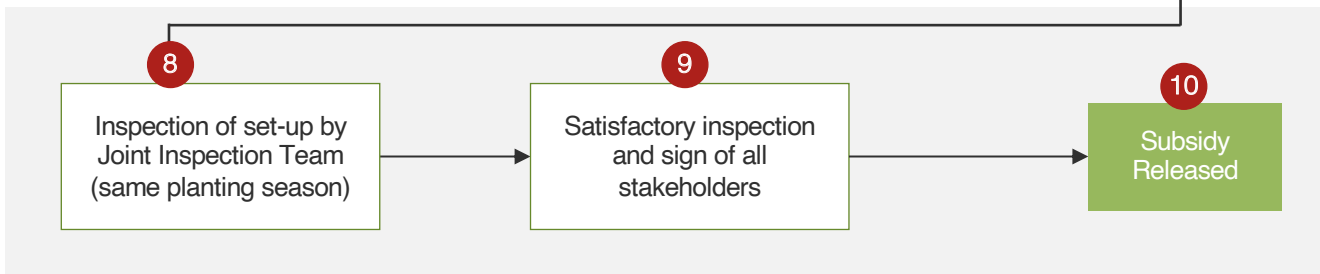 8
Inspection of set-up by
Joint Inspection Team
(same planting season)
9
Satisfactory inspection
and sign of all
stakeholders
10
Subsidy
Released